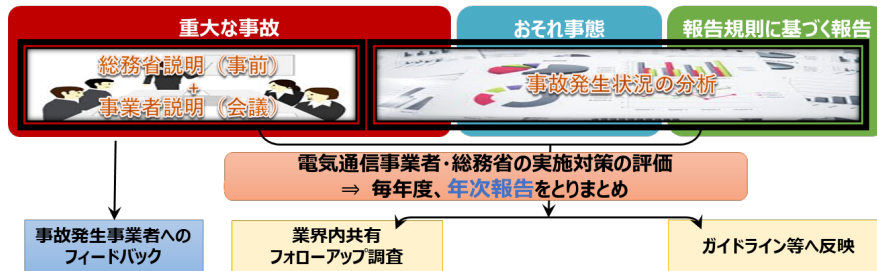 重大な事故
おそれ事態
報告規則に基づく報告
総務省説明（事前）
+
事業者説明（会議）
事故発生状況の分析
電気通信事業者・総務省の実施対策の評価
⇒ 毎年度、年次報告をとりまとめ
事故発生事業者への
フィードバック
業界内共有
フォローアップ調査
ガイドライン等へ反映